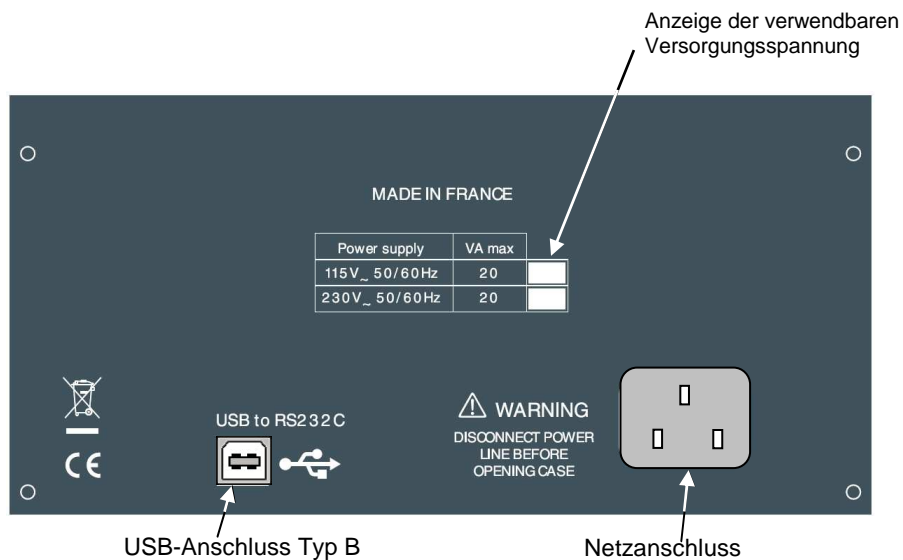 Anzeige der verwendbaren
Versorgungsspannung
MADE IN FRANCE
Power supply VA max
115V~ 50/60Hz 20
230V~ 50/60Hz 20
USB to RS232C
CE
⚠ WARNING
DISCONNECT POWER
LINE BEFORE
OPENING CASE
USB-Anschluss Typ B
Netzanschluss